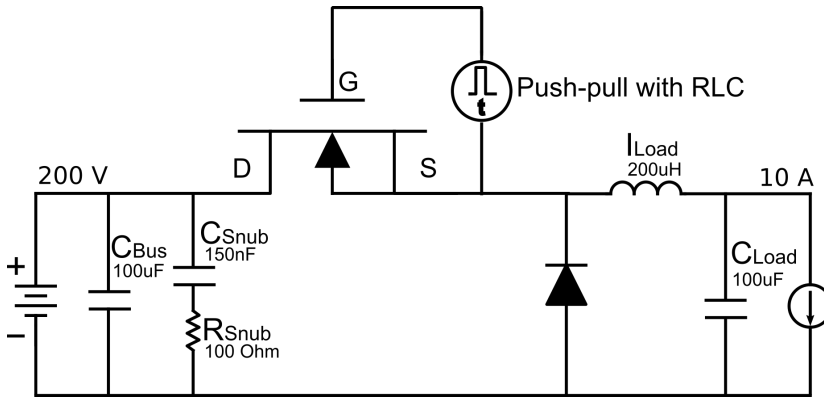 G
Push-pull with RLC
t
D
S
200 V
ILoad
200uH
10 A
+
-
CBus
100uF
CSnub
150nF
RSnub
100 Ohm
CLoad
100uF